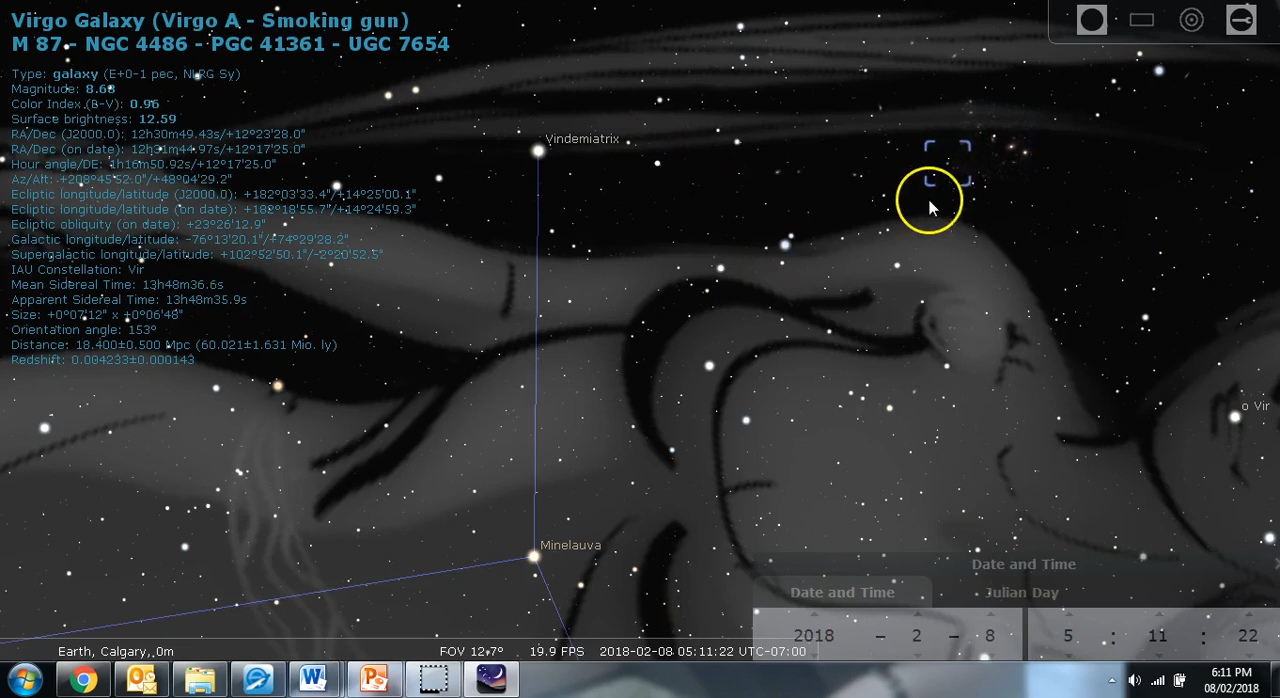 Virgo Galaxy (Virgo A - Smoking gun)
M 87 - NGC 4486 - PGC 41361 - UGC 7654
Type: galaxy (E+0-1 pec, NLRG Sy)
Magnitude: 8.63
Color Index (B-V): 0.96
Surface brightness: 12.59
RA/Dec (J2000.0): 12h30m49.43s/+12°23'28.0"
RA/Dec (on date): 12h31m44.97s/+12°17'25.0"
Hour angle/DE: 1h16m50.92s/+12°17'25.0"
Az/Alt: +208°45'52.0"/+48°04'29.2"
Ecliptic longitude/latitude (J2000.0): +182°03'33.4"/+14°25'00.1"
Ecliptic longitude/latitude (on date): +182°18'55.7"/+14°24'59.3"
Ecliptic obliquity (on date): +23°26'12.9"
Galactic longitude/latitude: -76°13'20.1"/+74°29'28.2"
Supergalactic longitude/latitude: +102°52'50.1"/-2°20'52.5"
IAU Constellation: Vir
Mean Sidereal Time: 13h48m36.6s
Apparent Sidereal Time: 13h48m35.9s
Size: +0°07'12" x +0°06'48"
Orientation angle: 153°
Distance: 18.400±0.500 Mpc (60.021±1.631 Mio. ly)
Redshift: 0.004233±0.000143
Vindemiatrix
ο Vir
Minelauva
Date and Time
Date and Time Julian Day
2018 - 2 - 8 5 : 11 : 22
Earth, Calgary, 0m FOV 12.7° 19.9 FPS 2018-02-08 05:11:22 UTC-07:00
6:11 PM
08/02/2018